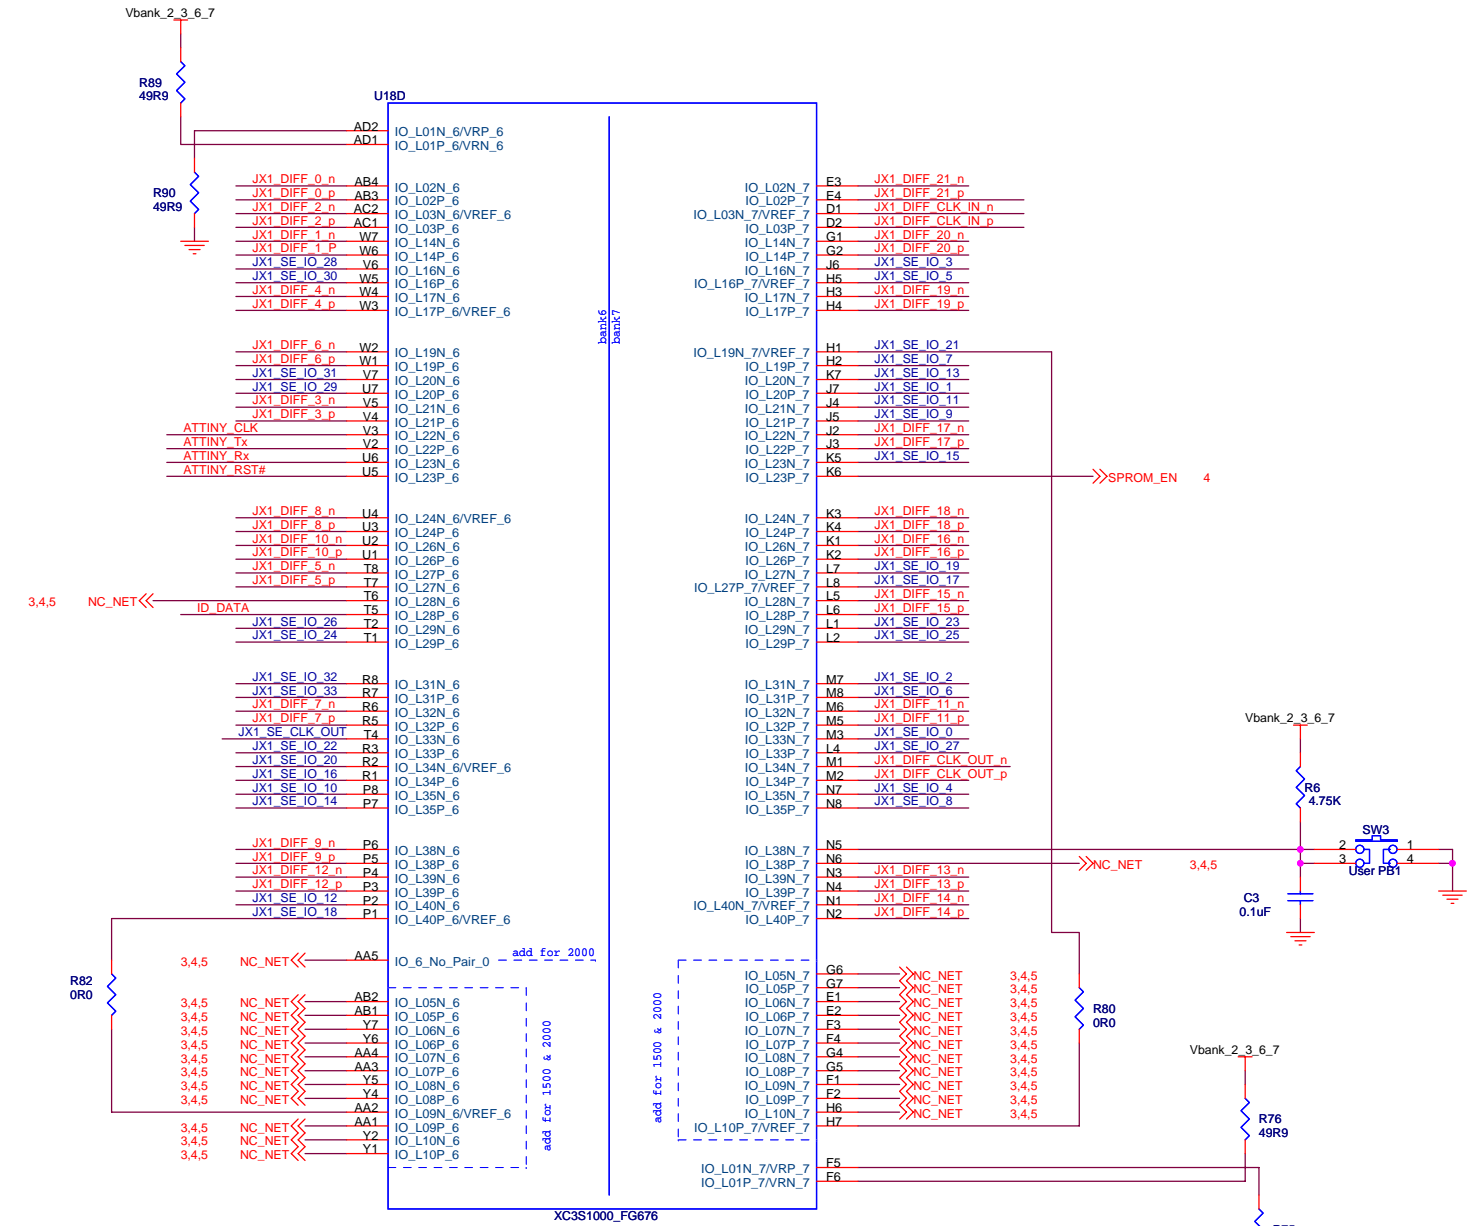 Vbank_2_3_6_7
R89
49R9
R90
49R9
U18D
AD2 IO_L01N_6/VRP_6
AD1 IO_L01P_6/VRN_6
JX1_DIFF_0_n AB4 IO_L02N_6
JX1_DIFF_0_p AB3 IO_L02P_6
JX1_DIFF_2_n AC2 IO_L03N_6/VREF_6
JX1_DIFF_2_p AC1 IO_L03P_6
JX1_DIFF_1_n W7 IO_L14N_6
JX1_DIFF_1_P W6 IO_L14P_6
JX1_SE_IO_28 V6 IO_L16N_6
JX1_SE_IO_30 W5 IO_L16P_6
JX1_DIFF_4_n W4 IO_L17N_6
JX1_DIFF_4_p W3 IO_L17P_6/VREF_6
JX1_DIFF_6_n W2 IO_L19N_6
JX1_DIFF_6_p W1 IO_L19P_6
JX1_SE_IO_31 V7 IO_L20N_6
JX1_SE_IO_29 U7 IO_L20P_6
JX1_DIFF_3_n V5 IO_L21N_6
JX1_DIFF_3_p V4 IO_L21P_6
ATTINY_CLK V3 IO_L22N_6
ATTINY_Tx V2 IO_L22P_6
ATTINY_Rx U6 IO_L23N_6
ATTINY_RST# U5 IO_L23P_6
JX1_DIFF_8_n U4 IO_L24N_6/VREF_6
JX1_DIFF_8_p U3 IO_L24P_6
JX1_DIFF_10_n U2 IO_L26N_6
JX1_DIFF_10_p U1 IO_L26P_6
JX1_DIFF_5_n T8 IO_L27P_6
JX1_DIFF_5_p T7 IO_L27N_6
3,4,5 NC_NET T6 IO_L28N_6
ID_DATA T5 IO_L28P_6
JX1_SE_IO_26 T2 IO_L29N_6
JX1_SE_IO_24 T1 IO_L29P_6
JX1_SE_IO_32 R8 IO_L31N_6
JX1_SE_IO_33 R7 IO_L31P_6
JX1_DIFF_7_n R6 IO_L32N_6
JX1_DIFF_7_p R5 IO_L32P_6
JX1_SE_CLK_OUT T4 IO_L33N_6
JX1_SE_IO_22 R3 IO_L33P_6
JX1_SE_IO_20 R2 IO_L34N_6/VREF_6
JX1_SE_IO_16 R1 IO_L34P_6
JX1_SE_IO_10 P8 IO_L35N_6
JX1_SE_IO_14 P7 IO_L35P_6
JX1_DIFF_9_n P6 IO_L38N_6
JX1_DIFF_9_p P5 IO_L38P_6
JX1_DIFF_12_n P4 IO_L39N_6
JX1_DIFF_12_p P3 IO_L39P_6
JX1_SE_IO_12 P2 IO_L40N_6
JX1_SE_IO_18 P1 IO_L40P_6/VREF_6
3,4,5 NC_NET AA5 IO_6_No_Pair_0 add for 2000
R82
0R0
3,4,5 NC_NET AB2 IO_L05N_6
3,4,5 NC_NET AB1 IO_L05P_6
3,4,5 NC_NET Y7 IO_L06N_6
3,4,5 NC_NET Y6 IO_L06P_6
3,4,5 NC_NET AA4 IO_L07N_6
3,4,5 NC_NET AA3 IO_L07P_6
3,4,5 NC_NET Y5 IO_L08N_6
3,4,5 NC_NET Y4 IO_L08P_6
AA2 IO_L09N_6/VREF_6
3,4,5 NC_NET AA1 IO_L09P_6
3,4,5 NC_NET Y2 IO_L10N_6
3,4,5 NC_NET Y1 IO_L10P_6
add for 1500 & 2000
bank6
bank7
IO_L02N_7 E3 JX1_DIFF_21_n
IO_L02P_7 E4 JX1_DIFF_21_p
IO_L03N_7/VREF_7 D1 JX1_DIFF_CLK_IN_n
IO_L03P_7 D2 JX1_DIFF_CLK_IN_p
IO_L14N_7 G1 JX1_DIFF_20_n
IO_L14P_7 G2 JX1_DIFF_20_p
IO_L16N_7 J6 JX1_SE_IO_3
IO_L16P_7/VREF_7 H5 JX1_SE_IO_5
IO_L17N_7 H3 JX1_DIFF_19_n
IO_L17P_7 H4 JX1_DIFF_19_p
IO_L19N_7/VREF_7 H1 JX1_SE_IO_21
IO_L19P_7 H2 JX1_SE_IO_7
IO_L20N_7 K7 JX1_SE_IO_13
IO_L20P_7 J7 JX1_SE_IO_1
IO_L21N_7 J4 JX1_SE_IO_11
IO_L21P_7 J5 JX1_SE_IO_9
IO_L22N_7 J2 JX1_DIFF_17_n
IO_L22P_7 J3 JX1_DIFF_17_p
IO_L23N_7 K5 JX1_SE_IO_15
IO_L23P_7 K6 SPROM_EN 4
IO_L24N_7 K3 JX1_DIFF_18_n
IO_L24P_7 K4 JX1_DIFF_18_p
IO_L26N_7 K1 JX1_DIFF_16_n
IO_L26P_7 K2 JX1_DIFF_16_p
IO_L27N_7 L7 JX1_SE_IO_19
IO_L27P_7/VREF_7 L8 JX1_SE_IO_17
IO_L28N_7 L5 JX1_DIFF_15_n
IO_L28P_7 L6 JX1_DIFF_15_p
IO_L29N_7 L1 JX1_SE_IO_23
IO_L29P_7 L2 JX1_SE_IO_25
IO_L31N_7 M7 JX1_SE_IO_2
IO_L31P_7 M8 JX1_SE_IO_6
IO_L32N_7 M6 JX1_DIFF_11_n
IO_L32P_7 M5 JX1_DIFF_11_p
IO_L33N_7 M3 JX1_SE_IO_0
IO_L33P_7 L4 JX1_SE_IO_27
IO_L34N_7 M1 JX1_DIFF_CLK_OUT_n
IO_L34P_7 M2 JX1_DIFF_CLK_OUT_p
IO_L35N_7 N7 JX1_SE_IO_4
IO_L35P_7 N8 JX1_SE_IO_8
IO_L38N_7 N5
IO_L38P_7 N6 NC_NET 3,4,5
IO_L39N_7 N3 JX1_DIFF_13_n
IO_L39P_7 N4 JX1_DIFF_13_p
IO_L40N_7/VREF_7 N1 JX1_DIFF_14_n
IO_L40P_7 N2 JX1_DIFF_14_p
add for 1500 & 2000
IO_L05N_7 G6 NC_NET 3,4,5
IO_L05P_7 G7 NC_NET 3,4,5
IO_L06N_7 E1 NC_NET 3,4,5
IO_L06P_7 E2 NC_NET 3,4,5
IO_L07N_7 F3 NC_NET 3,4,5
IO_L07P_7 F4 NC_NET 3,4,5
IO_L08N_7 G4 NC_NET 3,4,5
IO_L08P_7 G5 NC_NET 3,4,5
IO_L09N_7 F1 NC_NET 3,4,5
IO_L09P_7 F2 NC_NET 3,4,5
IO_L10N_7 H6 NC_NET 3,4,5
IO_L10P_7/VREF_7 H7
IO_L01N_7/VRP_7 F5
IO_L01P_7/VRN_7 F6
XC3S1000_FG676
Vbank_2_3_6_7
R6
4.75K
SW3
2 1
3 4
User PB1
C3
0.1uF
R80
0R0
Vbank_2_3_6_7
R76
49R9